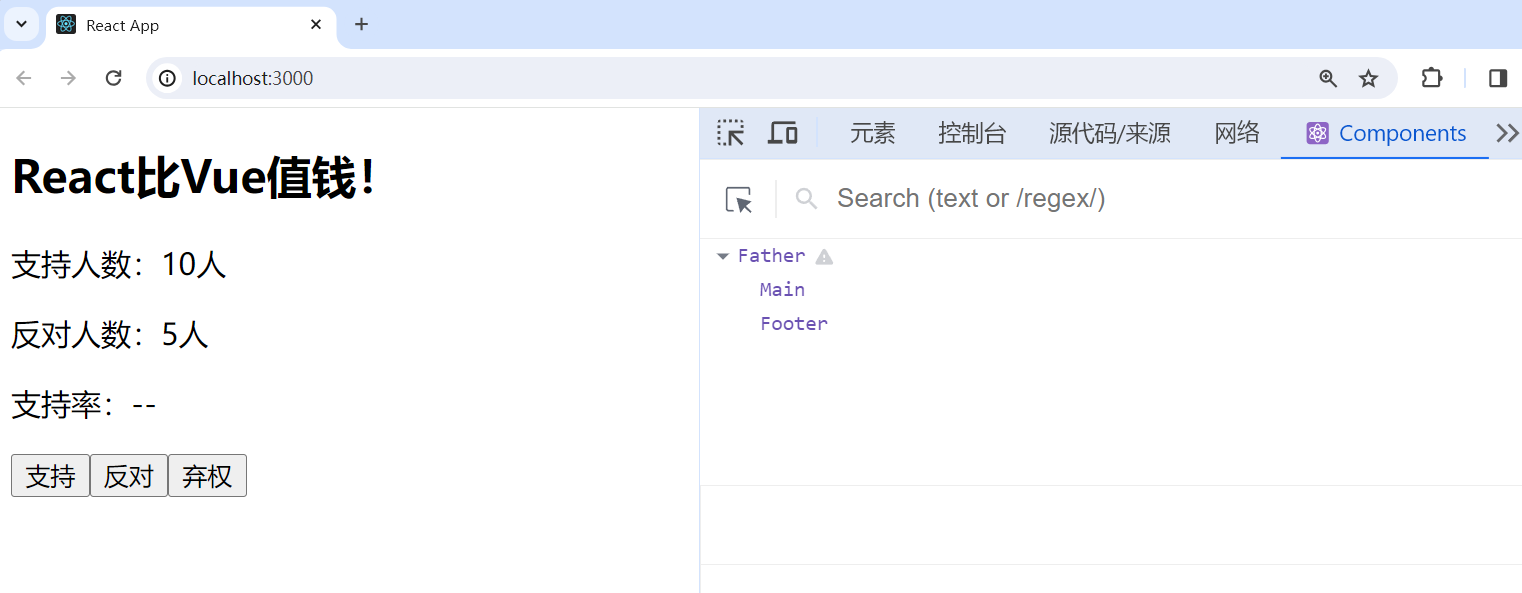 React App
localhost:3000
React比Vue值钱！
支持人数：10人
反对人数：5人
支持率：--
支持 反对 弃权
元素 控制台 源代码/来源 网络 Components
Search (text or /regex/)
Father
Main
Footer